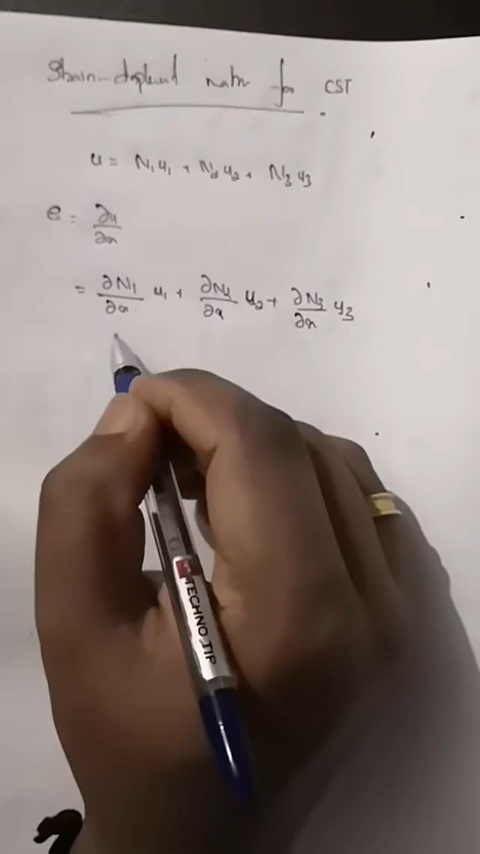 Strain-displacement matrix for CST
u = N₁u₁ + N₂u₂ + N₃u₃
e = ∂u/∂x
= ∂N₁/∂x u₁ + ∂N₂/∂x u₂ + ∂N₃/∂x u₃
TECHNO TIP